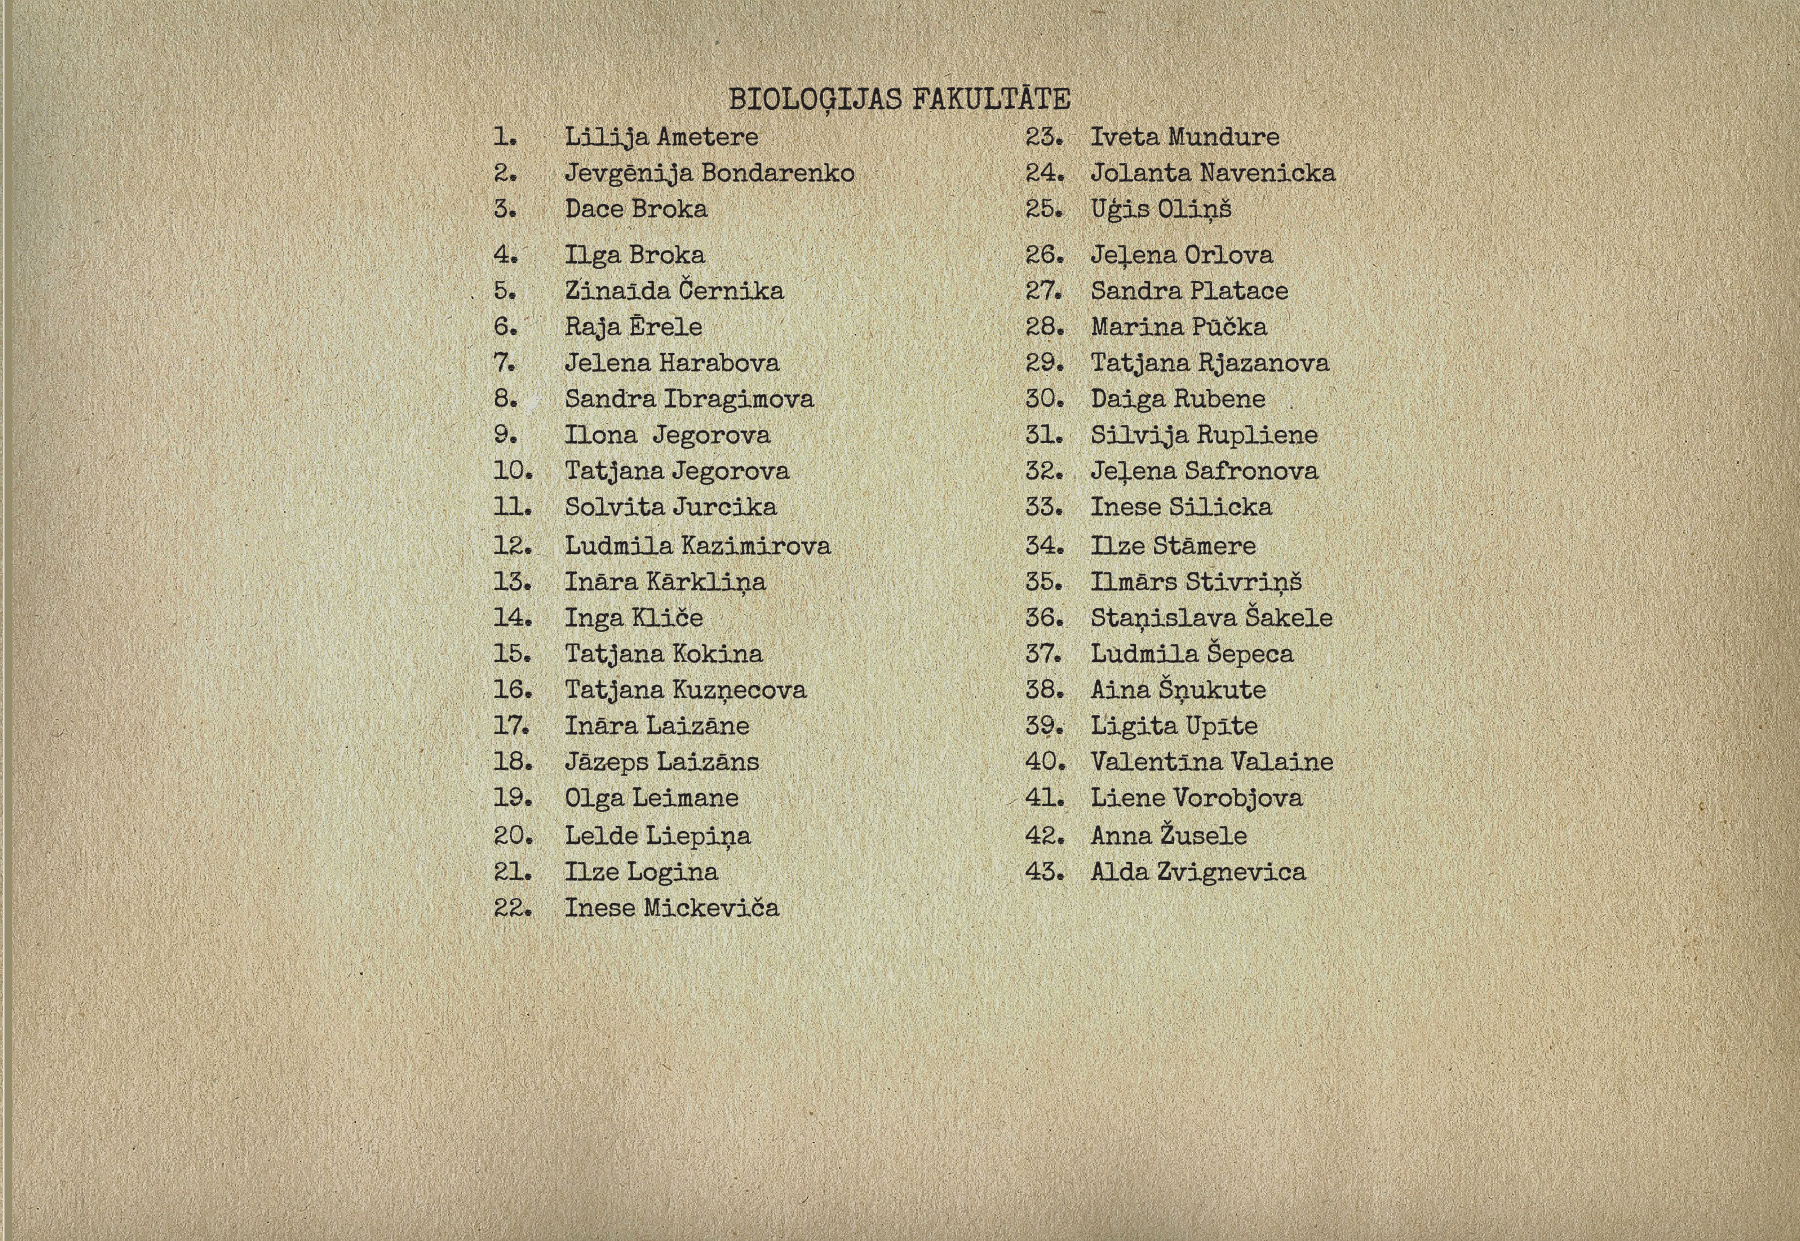 BIOLOĢIJAS FAKULTĀTE
1. Lilija Ametere
2. Jevgēnija Bondarenko
3. Dace Broka
4. Ilga Broka
5. Zinaīda Černika
6. Raja Ērele
7. Jelena Harabova
8. Sandra Ibragimova
9. Ilona Jegorova
10. Tatjana Jegorova
11. Solvita Jurcika
12. Ludmila Kazimirova
13. Ināra Kārkliņa
14. Inga Kliče
15. Tatjana Kokina
16. Tatjana Kuzņecova
17. Ināra Laizāne
18. Jāzeps Laizāns
19. Olga Leimane
20. Lelde Liepiņa
21. Ilze Logina
22. Inese Mickeviča
23. Iveta Mundure
24. Jolanta Navenicka
25. Uģis Oliņš
26. Jeļena Orlova
27. Sandra Platace
28. Marina Pūčka
29. Tatjana Rjazanova
30. Daiga Rubene
31. Silvija Rupliene
32. Jeļena Safronova
33. Inese Silicka
34. Ilze Stāmere
35. Ilmārs Stivriņš
36. Staņislava Šakele
37. Ludmila Šepeca
38. Aina Šņukute
39. Ligita Upīte
40. Valentīna Valaine
41. Liene Vorobjova
42. Anna Žusele
43. Alda Zvignevica